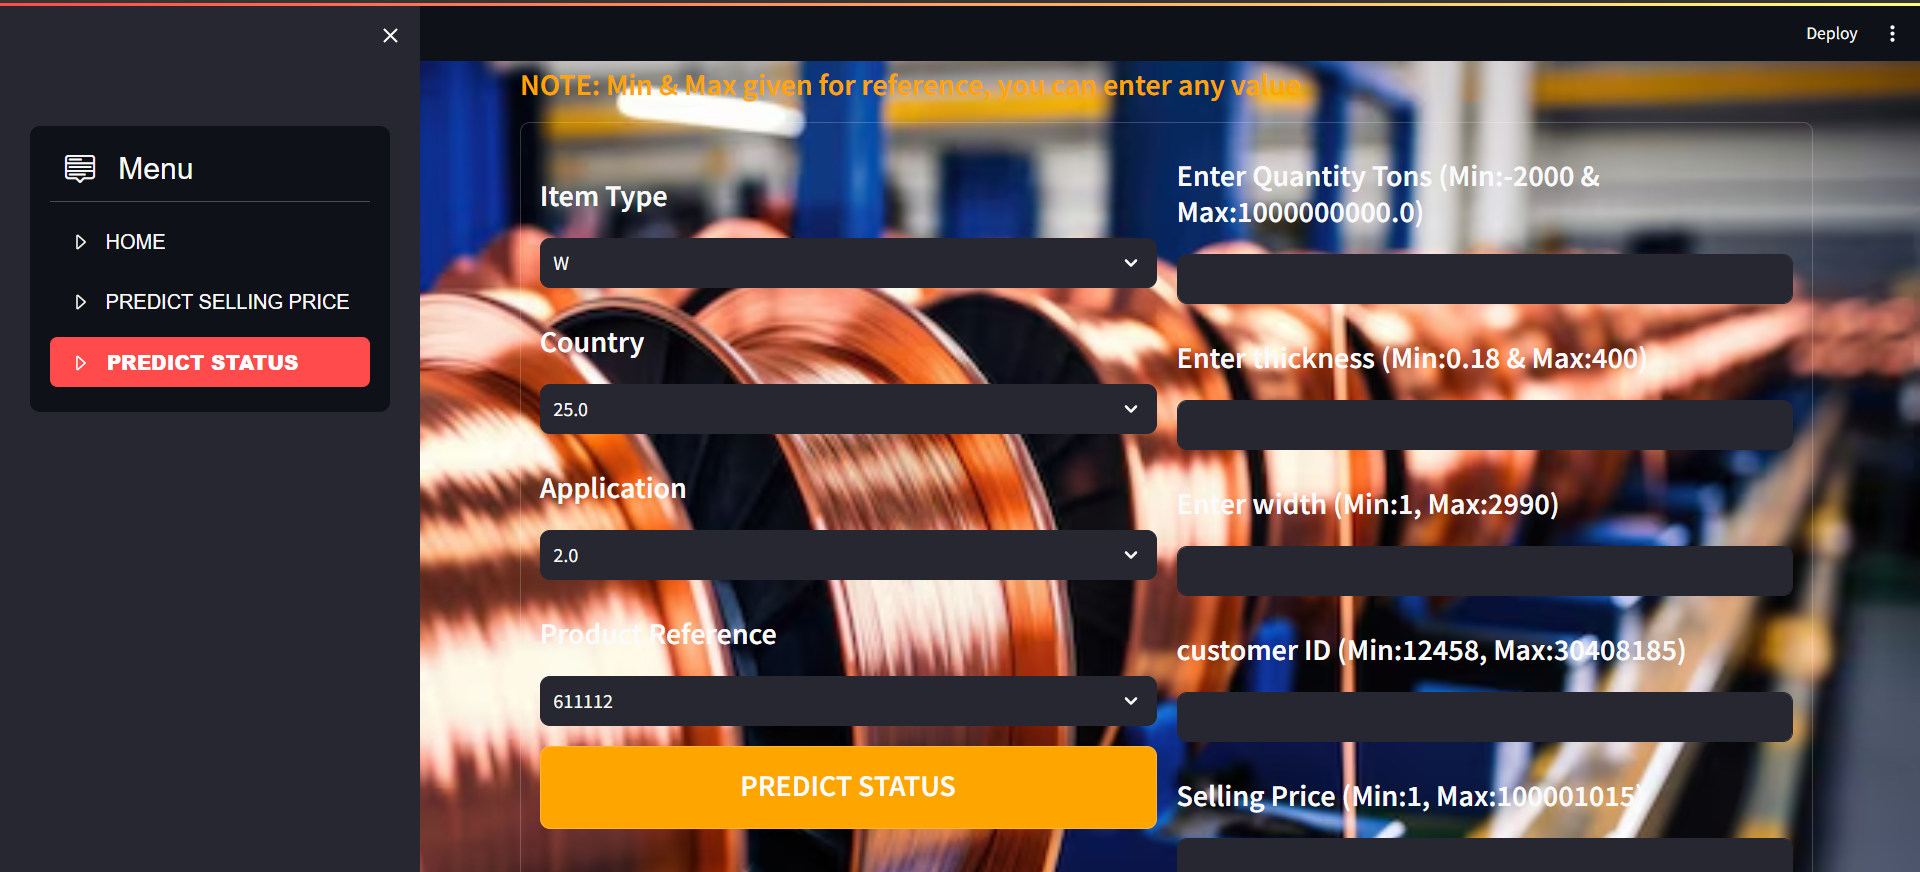 Deploy
Menu
HOME
PREDICT SELLING PRICE
PREDICT STATUS
NOTE: Min & Max given for reference, you can enter any value
Item Type
W
Country
25.0
Application
2.0
Product Reference
611112
PREDICT STATUS
Enter Quantity Tons (Min:-2000 &
Max:1000000000.0)
Enter thickness (Min:0.18 & Max:400)
Enter width (Min:1, Max:2990)
customer ID (Min:12458, Max:30408185)
Selling Price (Min:1, Max:100001015)